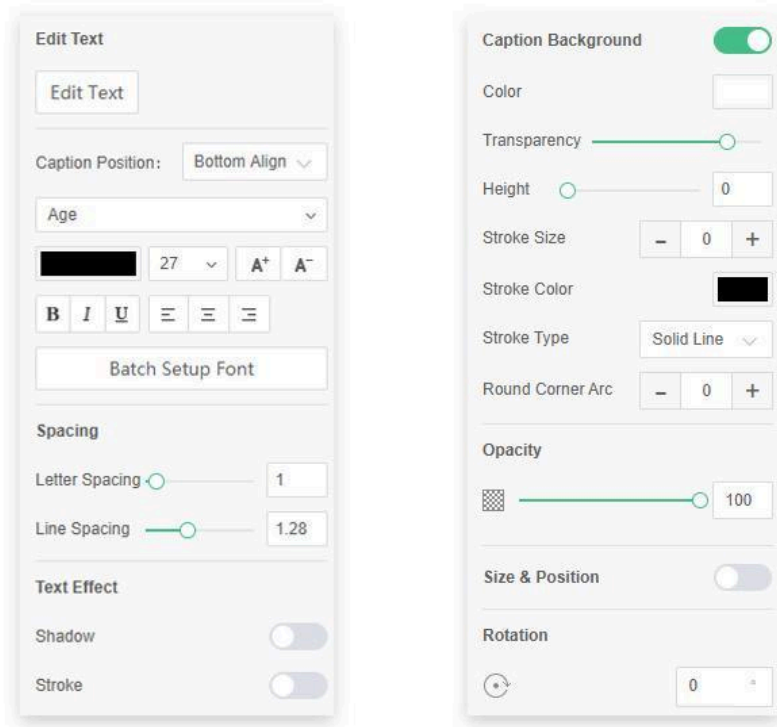 Edit Text
Edit Text
Caption Position: Bottom Align
Age
27 A+ A−
B I U
Batch Setup Font
Spacing
Letter Spacing 1
Line Spacing 1.28
Text Effect
Shadow
Stroke
Caption Background
Color
Transparency
Height 0
Stroke Size − 0 +
Stroke Color
Stroke Type Solid Line
Round Corner Arc − 0 +
Opacity
100
Size & Position
Rotation
0 °